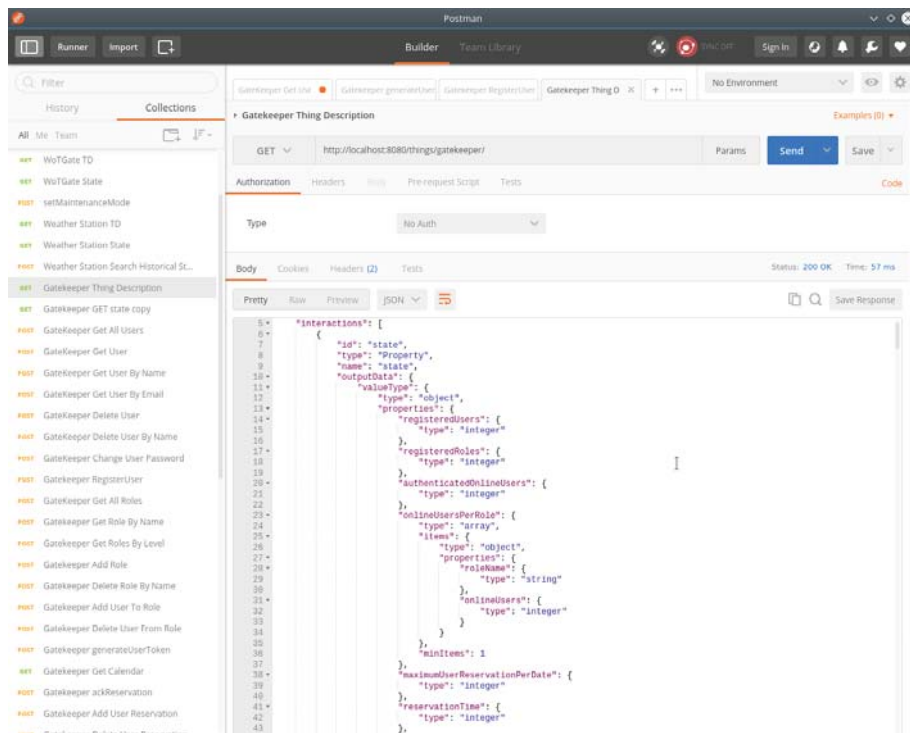 Postman
Runner
Import
Builder
Team Library
SYNC OFF
Sign In
Filter
History
Collections
All Me Team
GET WoTGate TD
GET WoTGate State
POST setMaintenanceMode
GET Weather Station TD
GET Weather Station State
POST Weather Station Search Historical St...
GET Gatekeeper Thing Description
GET Gatekeeper GET state copy
POST GateKeeper Get All Users
POST GateKeeper Get User
POST GateKeeper Get User By Name
POST GateKeeper Get User By Email
POST GateKeeper Delete User
POST GateKeeper Delete User By Name
POST GateKeeper Change User Password
POST Gatekeeper RegisterUser
POST Gatekeeper Get All Roles
POST Gatekeeper Get Role By Name
POST Gatekeeper Get Roles By Level
POST Gatekeeper Add Role
POST Gatekeeper Delete Role By Name
POST Gatekeeper Add User To Role
POST Gatekeeper Delete User From Role
POST Gatekeeper generateUserToken
GET Gatekeeper Get Calendar
POST Gatekeeper ackReservation
POST Gatekeeper Add User Reservation
Gatekeeper Get Use
Gatekeeper generateUser
Gatekeeper RegisterUser
Gatekeeper Thing D
No Environment
Gatekeeper Thing Description
Examples (0)
GET
http://localhost:8080/things/gatekeeper/
Params
Send
Save
Authorization
Headers
Body
Pre-request Script
Tests
Code
Type
No Auth
Body
Cookies
Headers (2)
Tests
Status: 200 OK Time: 57 ms
Pretty
Raw
Preview
JSON
Save Response
5 "interactions": [
6 {
7 "id": "state",
8 "type": "Property",
9 "name": "state",
10 "outputData": {
11 "valueType": {
12 "type": "object",
13 "properties": {
14 "registeredUsers": {
15 "type": "integer"
16 },
17 "registeredRoles": {
18 "type": "integer"
19 },
20 "authenticatedOnlineUsers": {
21 "type": "integer"
22 },
23 "onlineUsersPerRole": {
24 "type": "array",
25 "items": {
26 "type": "object",
27 "properties": {
28 "roleName": {
29 "type": "string"
30 },
31 "onlineUsers": {
32 "type": "integer"
33 }
34 }
35 },
36 "minItems": 1
37 },
38 "maximumUserReservationPerDate": {
39 "type": "integer"
40 },
41 "reservationTime": {
42 "type": "integer"
43 },